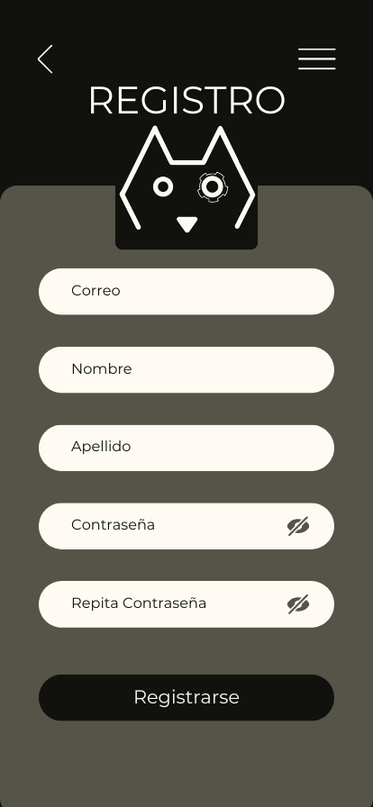 REGISTRO
Correo
Nombre
Apellido
Contraseña
Repita Contraseña
Registrarse